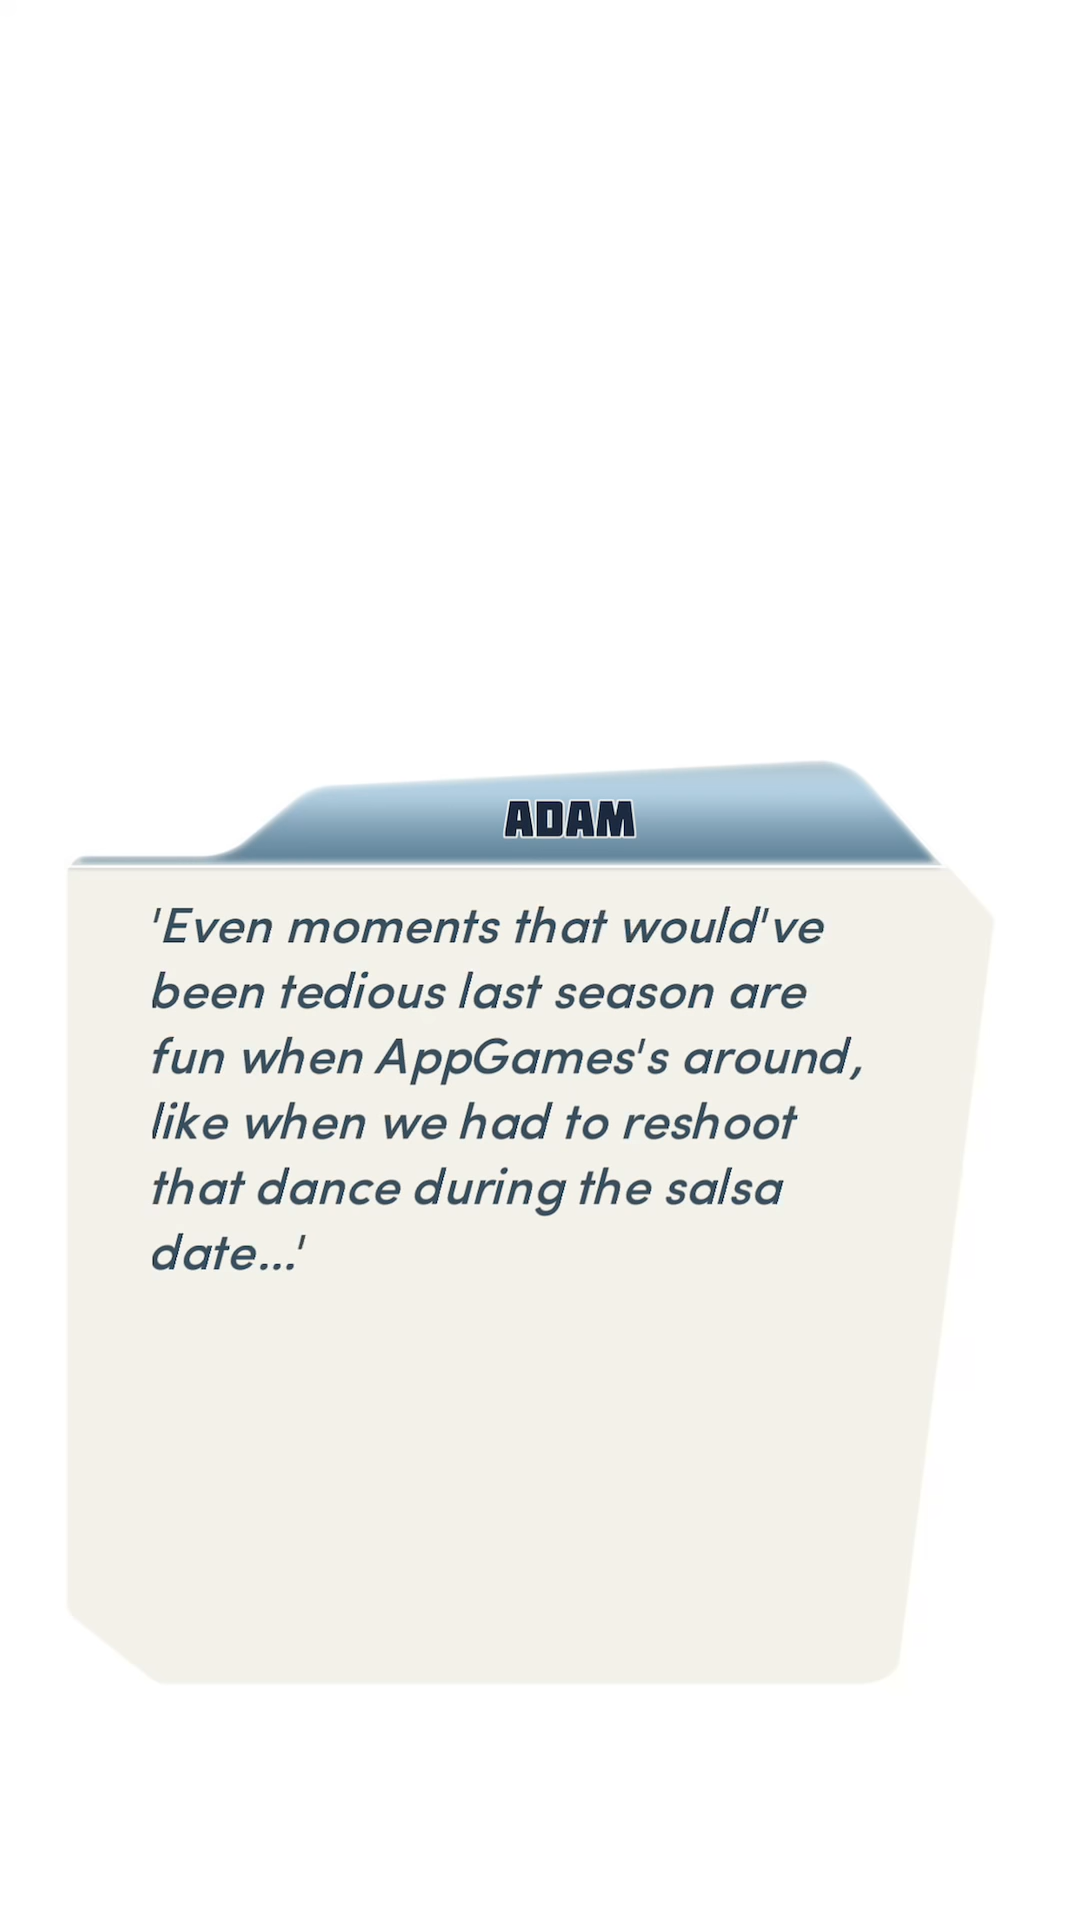 ADAM
'Even moments that would've
been tedious last season are
fun when AppGames's around,
like when we had to reshoot
that dance during the salsa
date...'